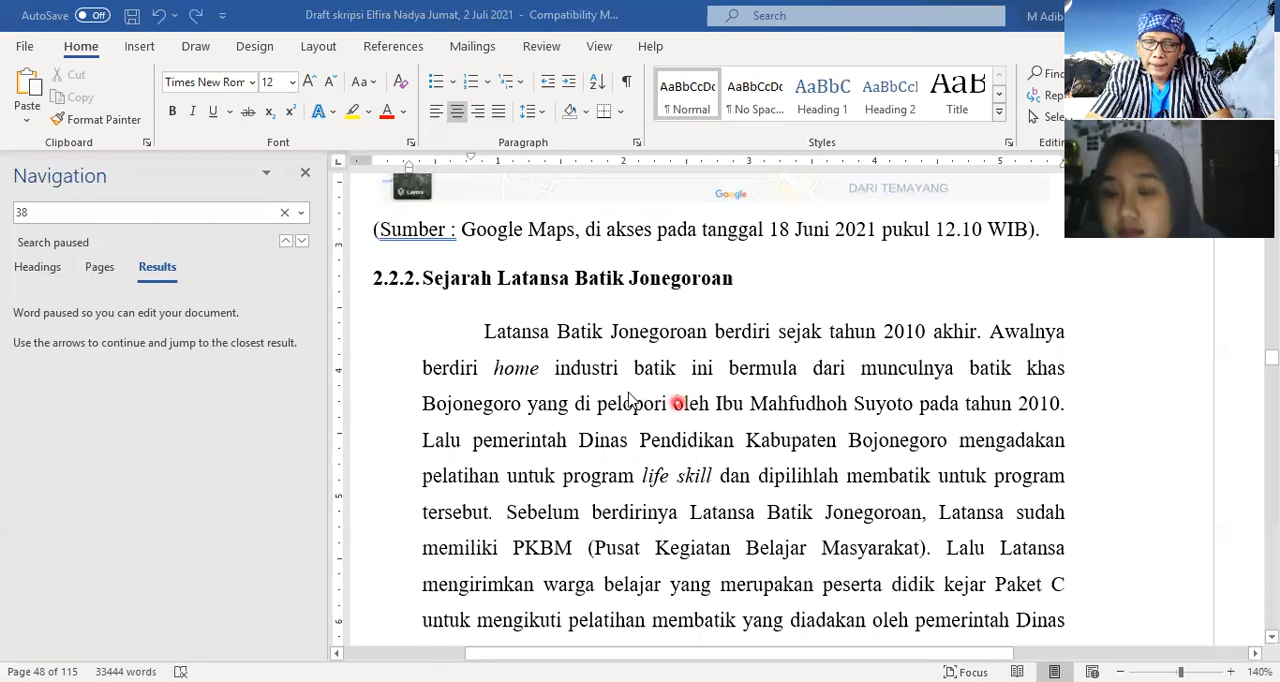 AutoSave Off Draft skripsi Elfira Nadya Jumat, 2 Juli 2021 - Compatibility M... Search M Adib
File Home Insert Draw Design Layout References Mailings Review View Help
Paste Cut Copy Format Painter
Times New Rom 12
AaBbCcDc AaBbCcDc AaBbC AaBbCcI AaB
¶ Normal ¶ No Spac... Heading 1 Heading 2 Title
Clipboard Font Paragraph Styles
Navigation
38
Search paused
Headings Pages Results
Word paused so you can edit your document.
Use the arrows to continue and jump to the closest result.
Layers Google DARI TEMAYANG
(Sumber : Google Maps, di akses pada tanggal 18 Juni 2021 pukul 12.10 WIB).
2.2.2. Sejarah Latansa Batik Jonegoroan
Latansa Batik Jonegoroan berdiri sejak tahun 2010 akhir. Awalnya
berdiri home industri batik ini bermula dari munculnya batik khas
Bojonegoro yang di pelopori oleh Ibu Mahfudhoh Suyoto pada tahun 2010.
Lalu pemerintah Dinas Pendidikan Kabupaten Bojonegoro mengadakan
pelatihan untuk program life skill dan dipilihlah membatik untuk program
tersebut. Sebelum berdirinya Latansa Batik Jonegoroan, Latansa sudah
memiliki PKBM (Pusat Kegiatan Belajar Masyarakat). Lalu Latansa
mengirimkan warga belajar yang merupakan peserta didik kejar Paket C
untuk mengikuti pelatihan membatik yang diadakan oleh pemerintah Dinas
Page 48 of 115 33444 words Focus 140%